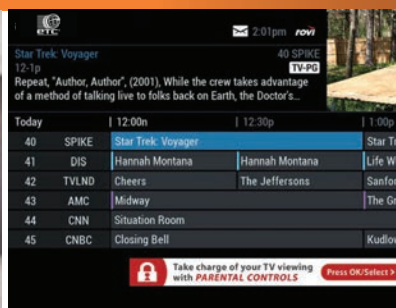 etc 2:01pm rovi
Star Trek: Voyager 40 SPIKE
12-1p TV-PG
Repeat, "Author, Author", (2001), While the crew takes advantage
of a method of talking live to folks back on Earth, the Doctor's...
Today 12:00n 12:30p 1:00p
40 SPIKE Star Trek: Voyager Star Tr
41 DIS Hannah Montana Hannah Montana Life W
42 TVLND Cheers The Jeffersons Sanfor
43 AMC Midway The Gr
44 CNN Situation Room
45 CNBC Closing Bell Kudlov
Take charge of your TV viewing
with PARENTAL CONTROLS Press OK/Select >